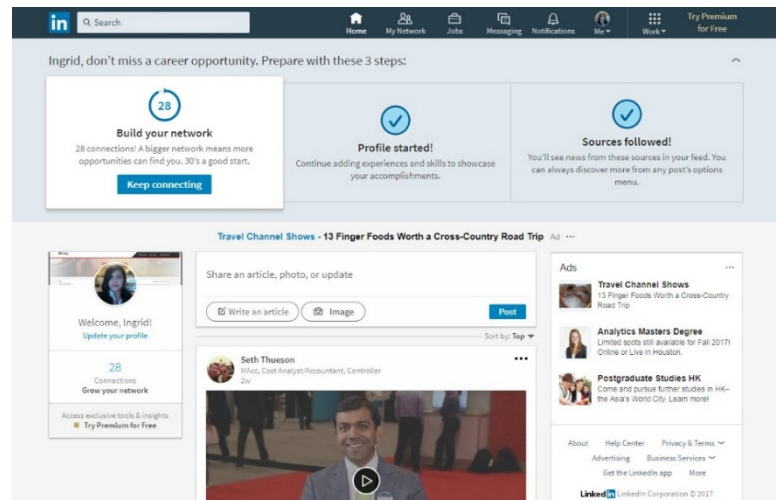 in
Search
Home
My Network
Jobs
Messaging
Notifications
Me
Work
Try Premium
for Free
Ingrid, don't miss a career opportunity. Prepare with these 3 steps:
28
Build your network
28 connections! A bigger network means more
opportunities can find you. 30's a good start.
Keep connecting
Profile started!
Continue adding experiences and skills to showcase
your accomplishments.
Sources followed!
You'll see news from these sources in your feed. You
can always discover more from any post's options
menu.
Travel Channel Shows - 13 Finger Foods Worth a Cross-Country Road Trip Ad ...
Welcome, Ingrid!
Update your profile
28
Connections
Grow your network
Access exclusive tools & insights
Try Premium for Free
Share an article, photo, or update
Write an article
Image
Post
Sort by: Top
Seth Thueson
MAcc, Cost Analyst/Accountant, Controller
2w
Ads
Travel Channel Shows
13 Finger Foods Worth a Cross-Country
Road Trip
Analytics Masters Degree
Limited spots still available for Fall 2017!
Online or Live in Houston.
Postgraduate Studies HK
Come and pursue further studies in HK–
the Asia's World City. Learn more!
About Help Center Privacy & Terms
Advertising Business Services
Get the LinkedIn app More
Linked in LinkedIn Corporation © 2017